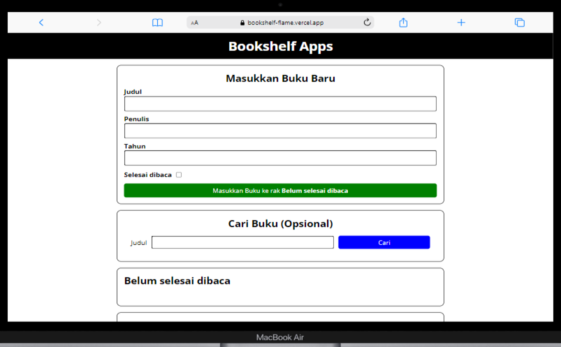 AA
bookshelf-flame.vercel.app
Bookshelf Apps
Masukkan Buku Baru
Judul
Penulis
Tahun
Selesai dibaca
Masukkan Buku ke rak Belum selesai dibaca
Cari Buku (Opsional)
Judul
Cari
Belum selesai dibaca
MacBook Air